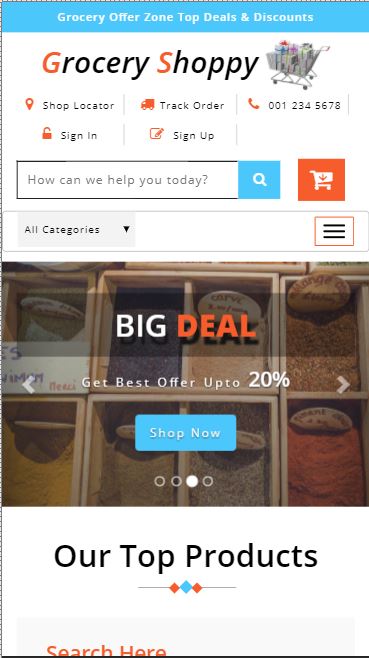 Grocery Offer Zone Top Deals & Discounts
Grocery Shoppy
Shop Locator Track Order 001 234 5678
Sign In Sign Up
How can we help you today?
All Categories
BIG DEAL
Get Best Offer Upto 20%
Merci
Shop Now
Our Top Products
Search Here